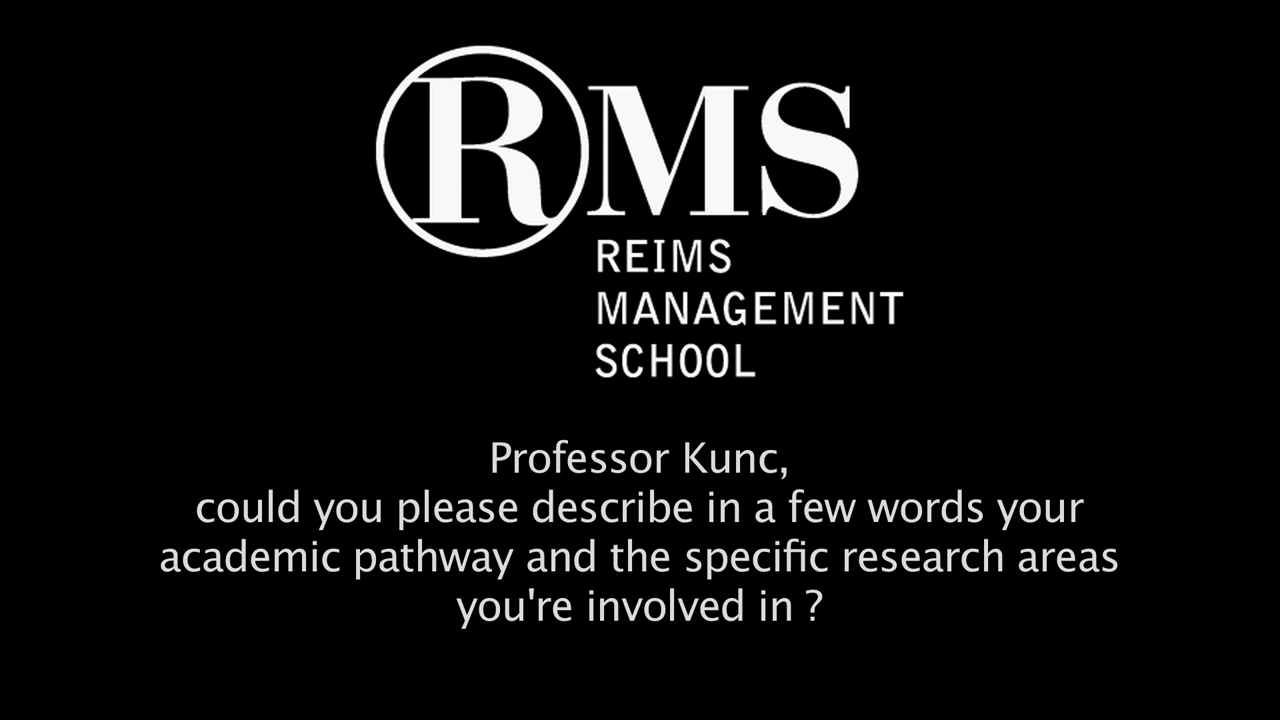 RMS
REIMS
MANAGEMENT
SCHOOL
Professor Kunc,
could you please describe in a few words your
academic pathway and the specific research areas
you're involved in ?